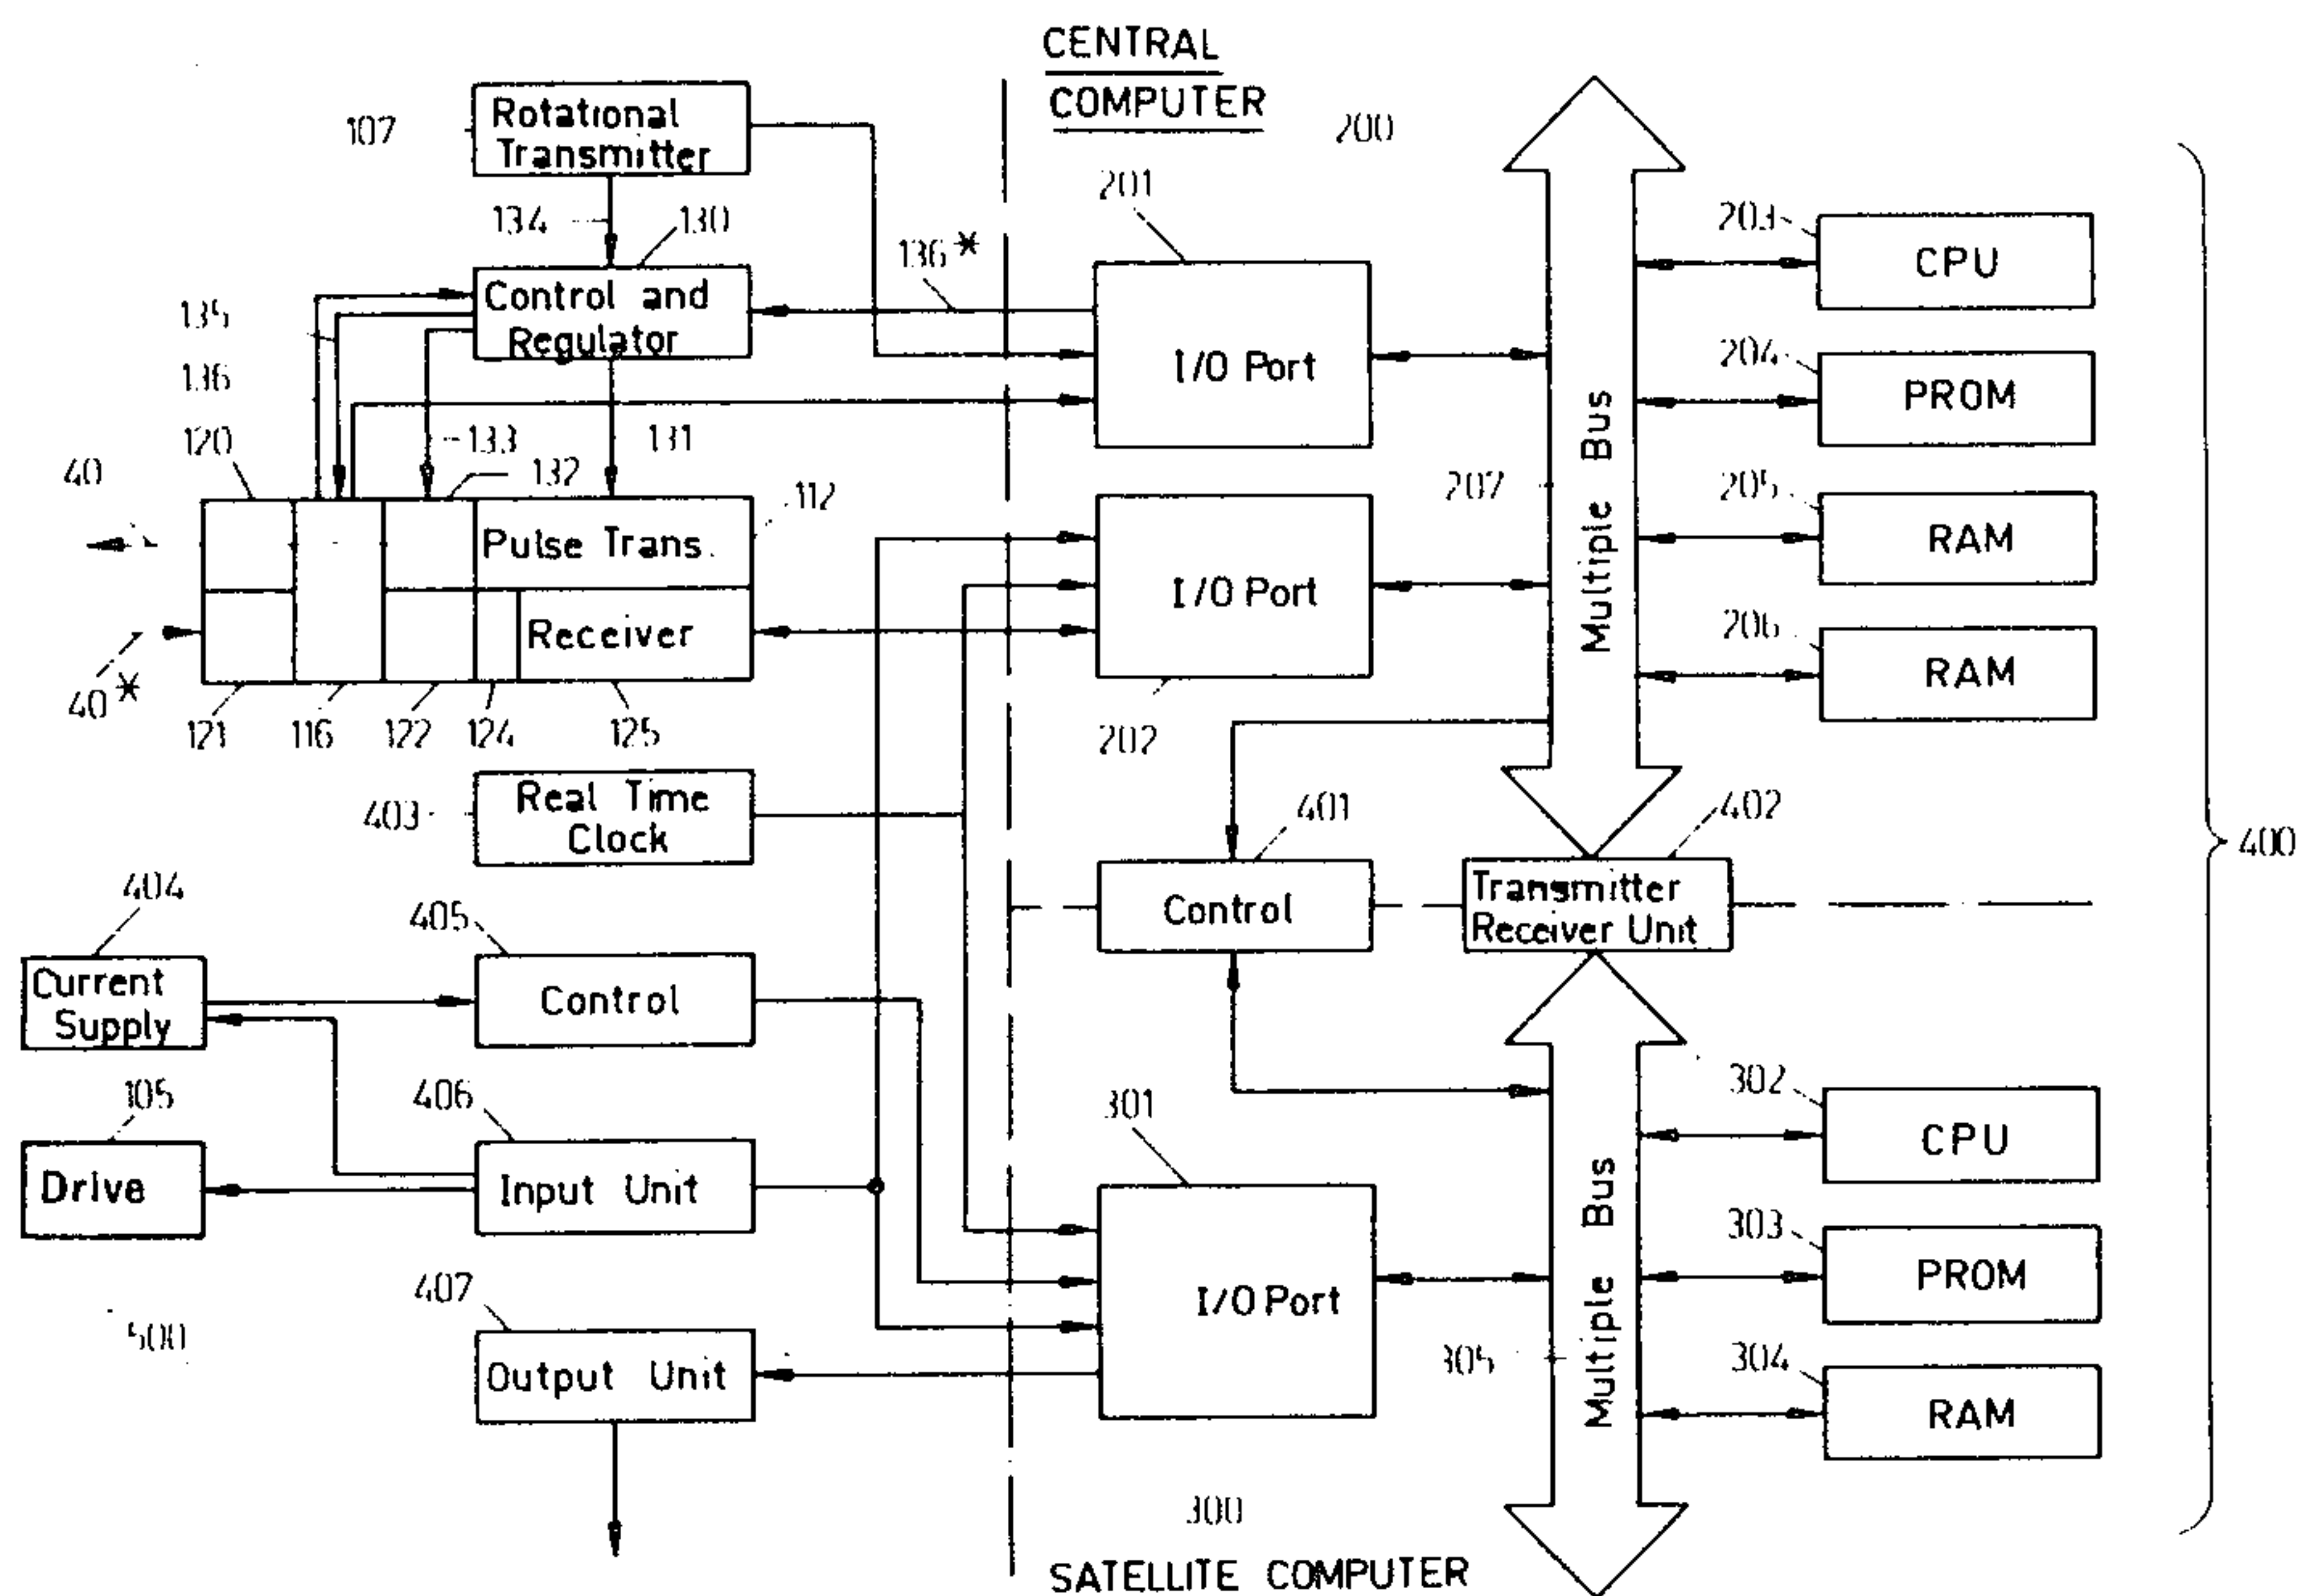 CENTRAL
COMPUTER
200
107
Rotational
Transmitter
134
130
136*
201
I/O Port
135
Control and
Regulator
136
120
133
131
132
40
112
Pulse Trans.
Receiver
40*
121
116
122
124
125
I/O Port
202
207
Multiple Bus
203
CPU
204
PROM
205
RAM
206
RAM
403
Real Time
Clock
401
Control
402
Transmitter
Receiver Unit
400
404
Current
Supply
405
Control
105
Drive
406
Input Unit
407
Output Unit
500
301
I/O Port
305
Multiple Bus
302
CPU
303
PROM
304
RAM
300
SATELLITE COMPUTER